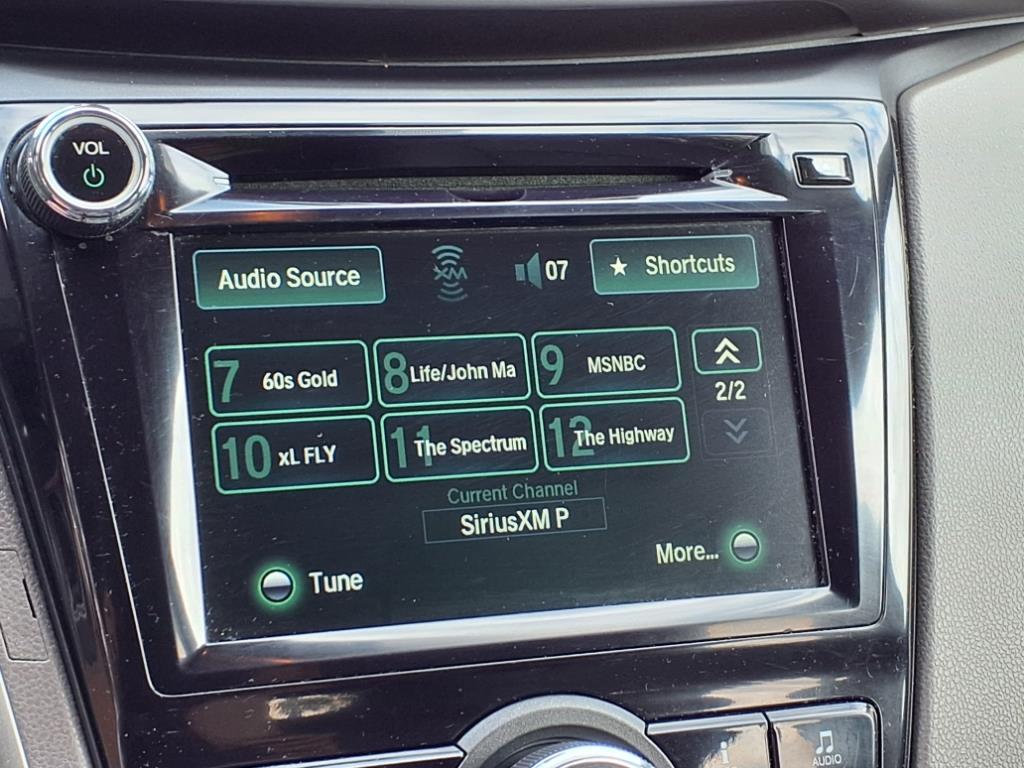 VOL
Audio Source
XM
07
★ Shortcuts
7 60s Gold
8 Life/John Ma
9 MSNBC
2/2
10 xL FLY
11 The Spectrum
12 The Highway
Current Channel
SiriusXM P
More...
Tune
i
AUDIO